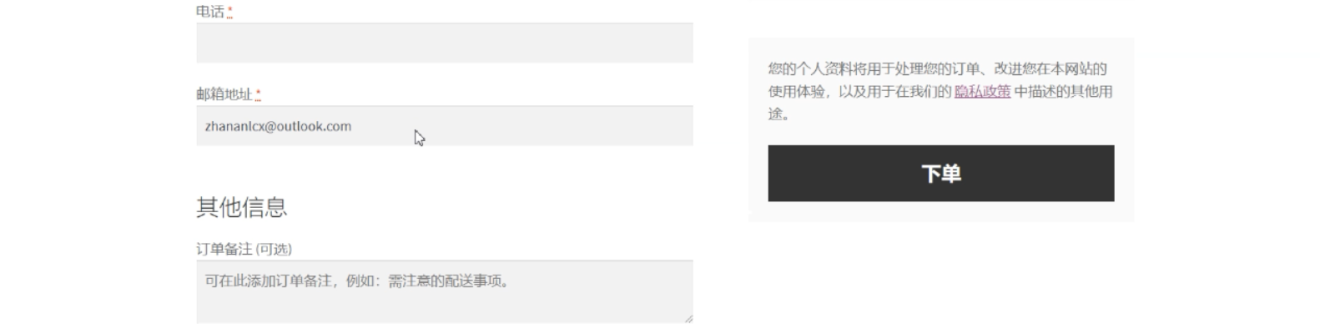 电话 *
邮箱地址 *
zhananlcx@outlook.com
其他信息
订单备注 (可选)
可在此添加订单备注，例如：需注意的配送事项。
您的个人资料将用于处理您的订单、改进您在本网站的
使用体验，以及用于在我们的 隐私政策 中描述的其他用
途。
下单